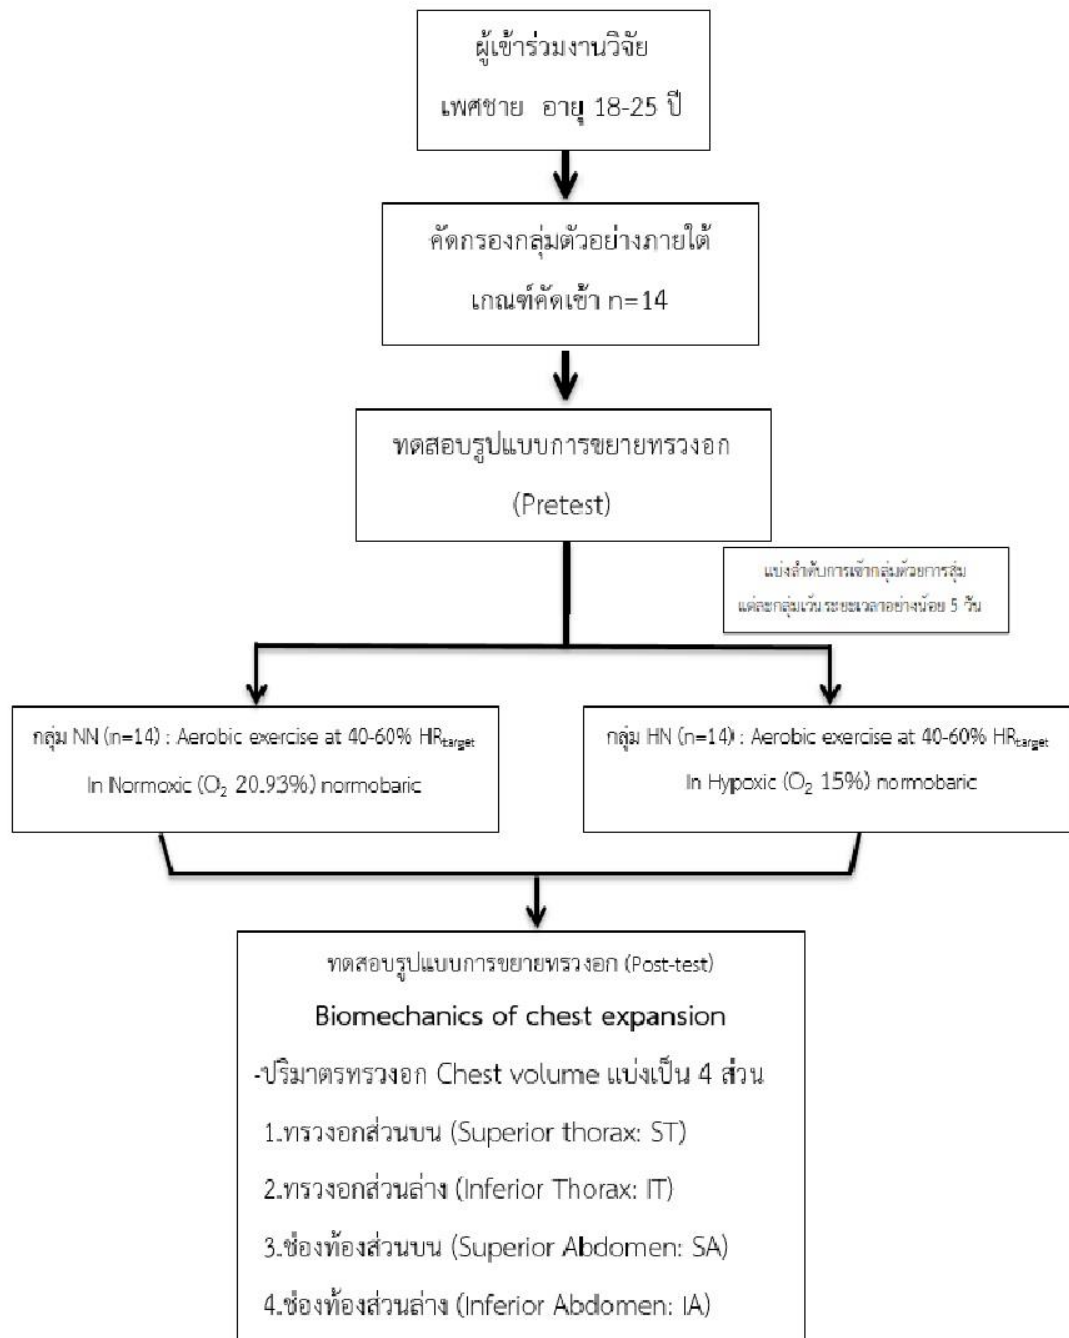 ผู้เข้าร่วมงานวิจัย
เพศชาย อายุ 18-25 ปี
คัดกรองกลุ่มตัวอย่างภายใต้
เกณฑ์คัดเข้า n=14
ทดสอบรูปแบบการขยายทรวงอก
(Pretest)
แบ่งลำดับการเข้ากลุ่มด้วยการสุ่ม
แต่ละกลุ่มเว้นระยะเวลาอย่างน้อย 5 วัน
กลุ่ม NN (n=14) : Aerobic exercise at 40-60% HRtarget
In Normoxic (O₂ 20.93%) normobaric
กลุ่ม HN (n=14) : Aerobic exercise at 40-60% HRtarget
In Hypoxic (O₂ 15%) normobaric
ทดสอบรูปแบบการขยายทรวงอก (Post-test)
Biomechanics of chest expansion
-ปริมาตรทรวงอก Chest volume แบ่งเป็น 4 ส่วน
1.ทรวงอกส่วนบน (Superior thorax: ST)
2.ทรวงอกส่วนล่าง (Inferior Thorax: IT)
3.ช่องท้องส่วนบน (Superior Abdomen: SA)
4.ช่องท้องส่วนล่าง (Inferior Abdomen: IA)